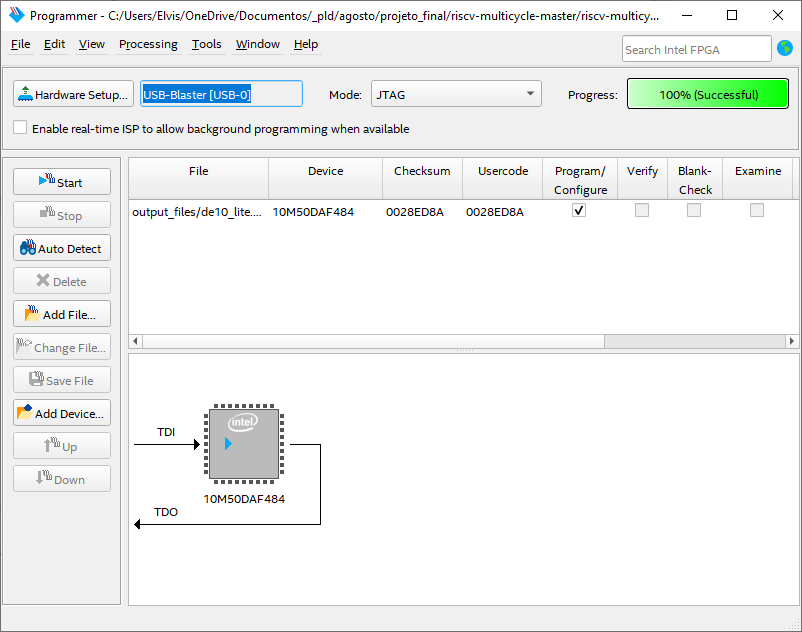 Programmer - C:/Users/Elvis/OneDrive/Documentos/_pld/agosto/projeto_final/riscv-multicycle-master/riscv-multicy...
File Edit View Processing Tools Window Help
Search Intel FPGA
Hardware Setup... USB-Blaster [USB-0] Mode: JTAG Progress: 100% (Successful)
Enable real-time ISP to allow background programming when available
Start
Stop
Auto Detect
Delete
Add File...
Change File...
Save File
Add Device...
Up
Down
File Device Checksum Usercode Program/ Verify Blank- Examine
Configure Check
output_files/de10_lite.... 10M50DAF484 0028ED8A 0028ED8A
intel
TDI
10M50DAF484
TDO